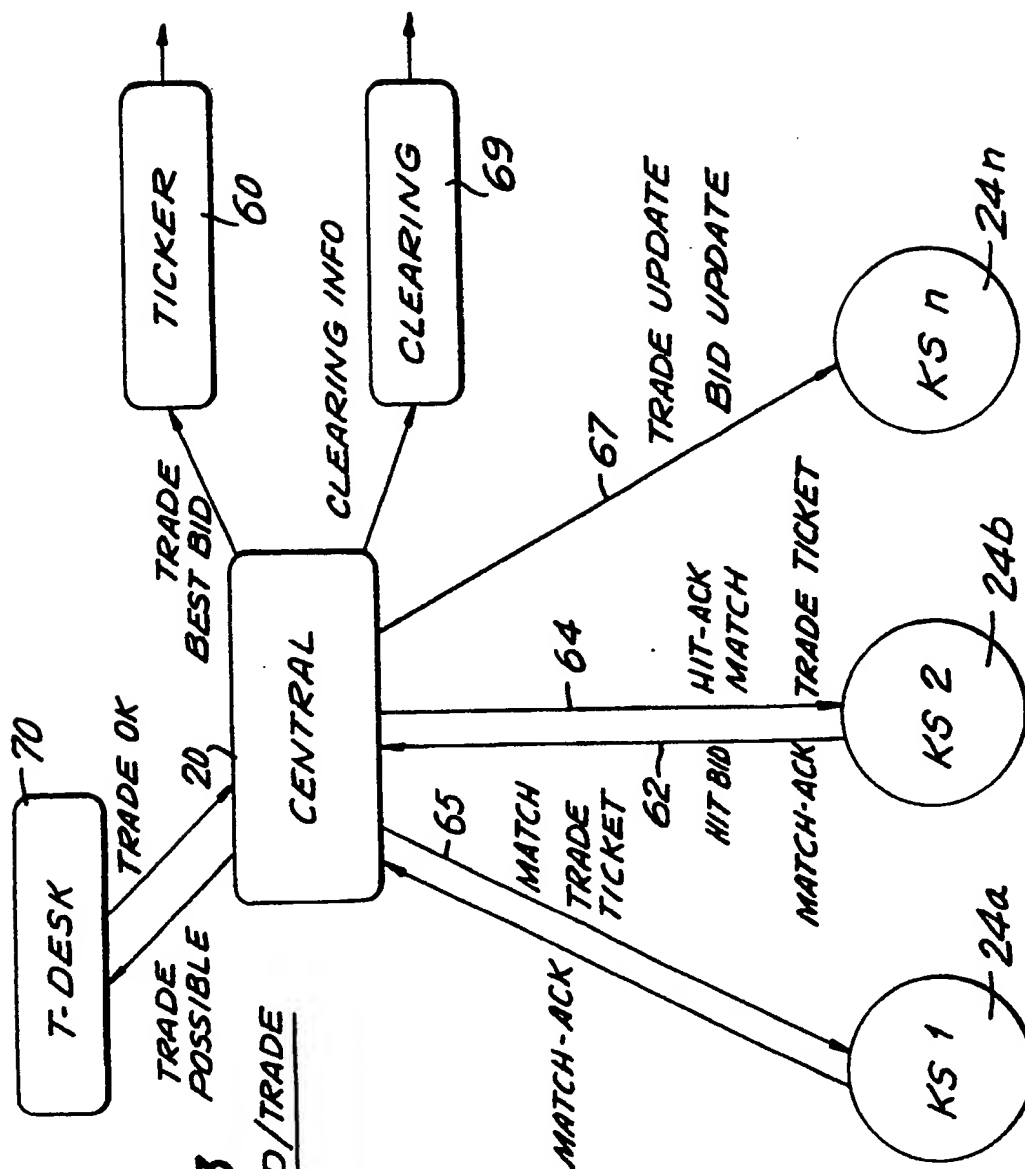 T-DESK
70
TRADE OK
TRADE
POSSIBLE
20
CENTRAL
TRADE
BEST BID
TICKER
60
CLEARING INFO
CLEARING
69
65
MATCH
TRADE
TICKET
MATCH-ACK
62
HIT BID
MATCH-ACK
64
HIT-ACK
MATCH
TRADE TICKET
67
TRADE UPDATE
BID UPDATE
KS 1
24a
KS 2
24b
KS n
24n
/TRADE